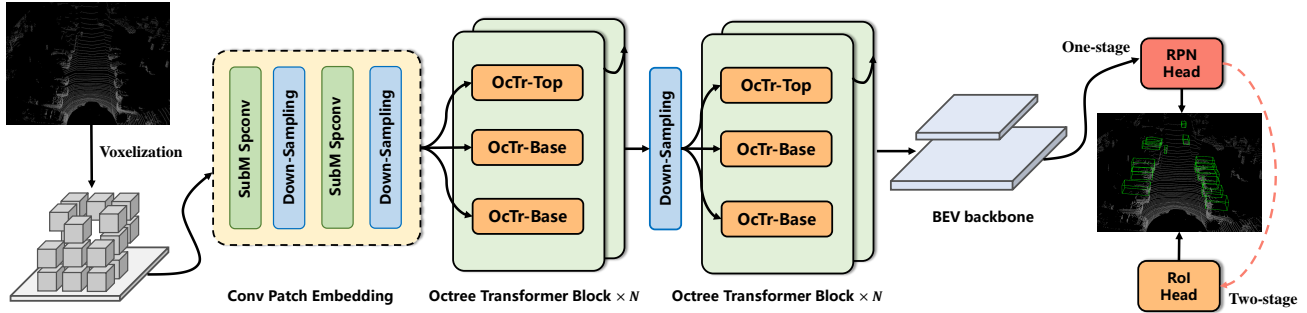 Voxelization
SubM Spconv
Down-Sampling
SubM Spconv
Down-Sampling
Conv Patch Embedding
OcTr-Top
OcTr-Base
OcTr-Base
Octree Transformer Block × N
Down-Sampling
OcTr-Top
OcTr-Base
OcTr-Base
Octree Transformer Block × N
BEV backbone
One-stage
RPN
Head
RoI
Head
Two-stage